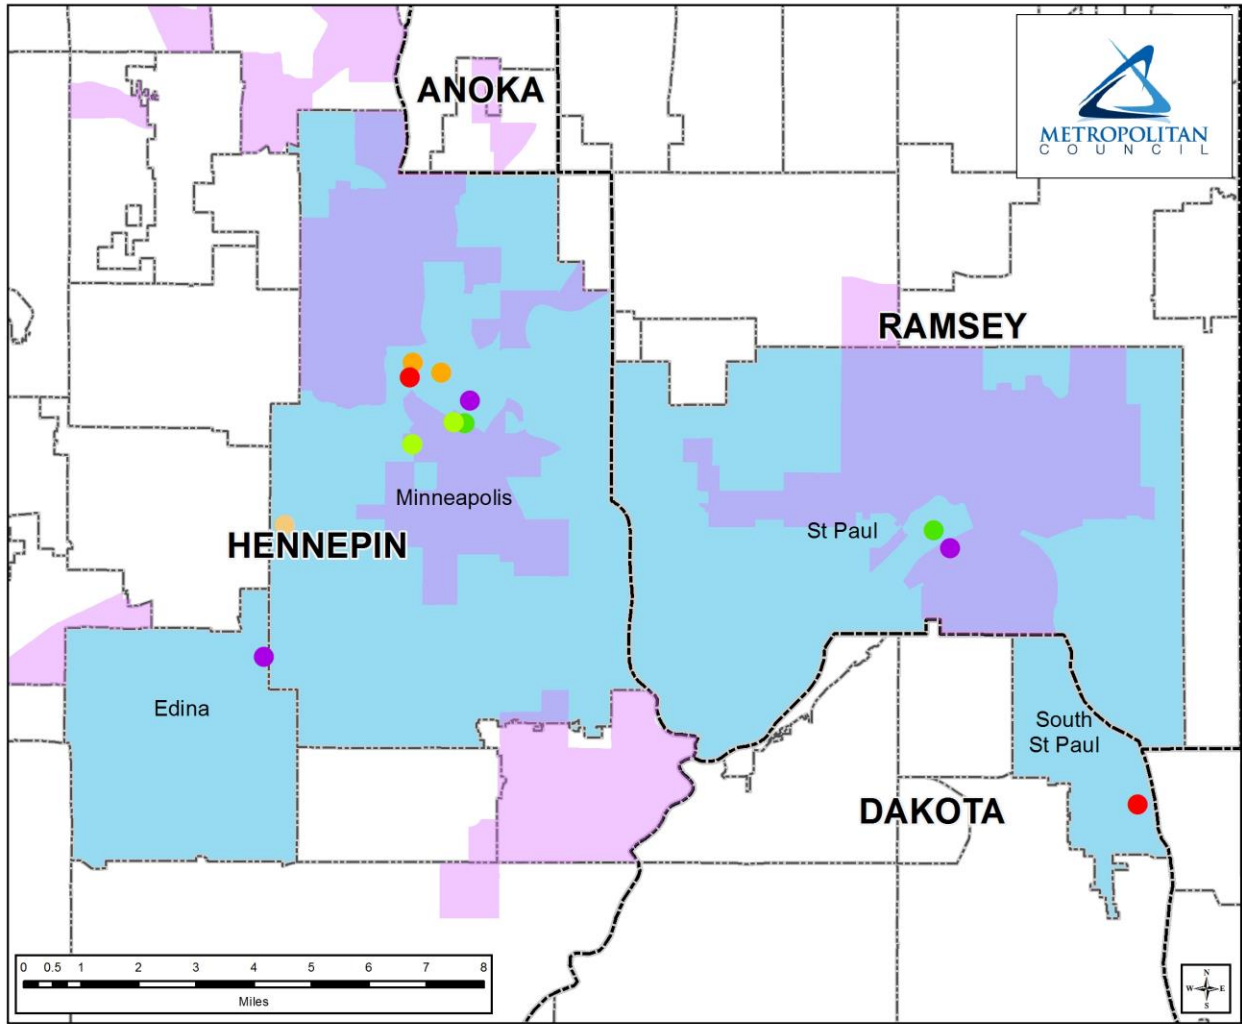 ANOKA
METROPOLITAN
COUNCIL
RAMSEY
Minneapolis
St Paul
HENNEPIN
Edina
South
St Paul
DAKOTA
0 0.5 1 2 3 4 5 6 7 8
Miles
N
W E
S